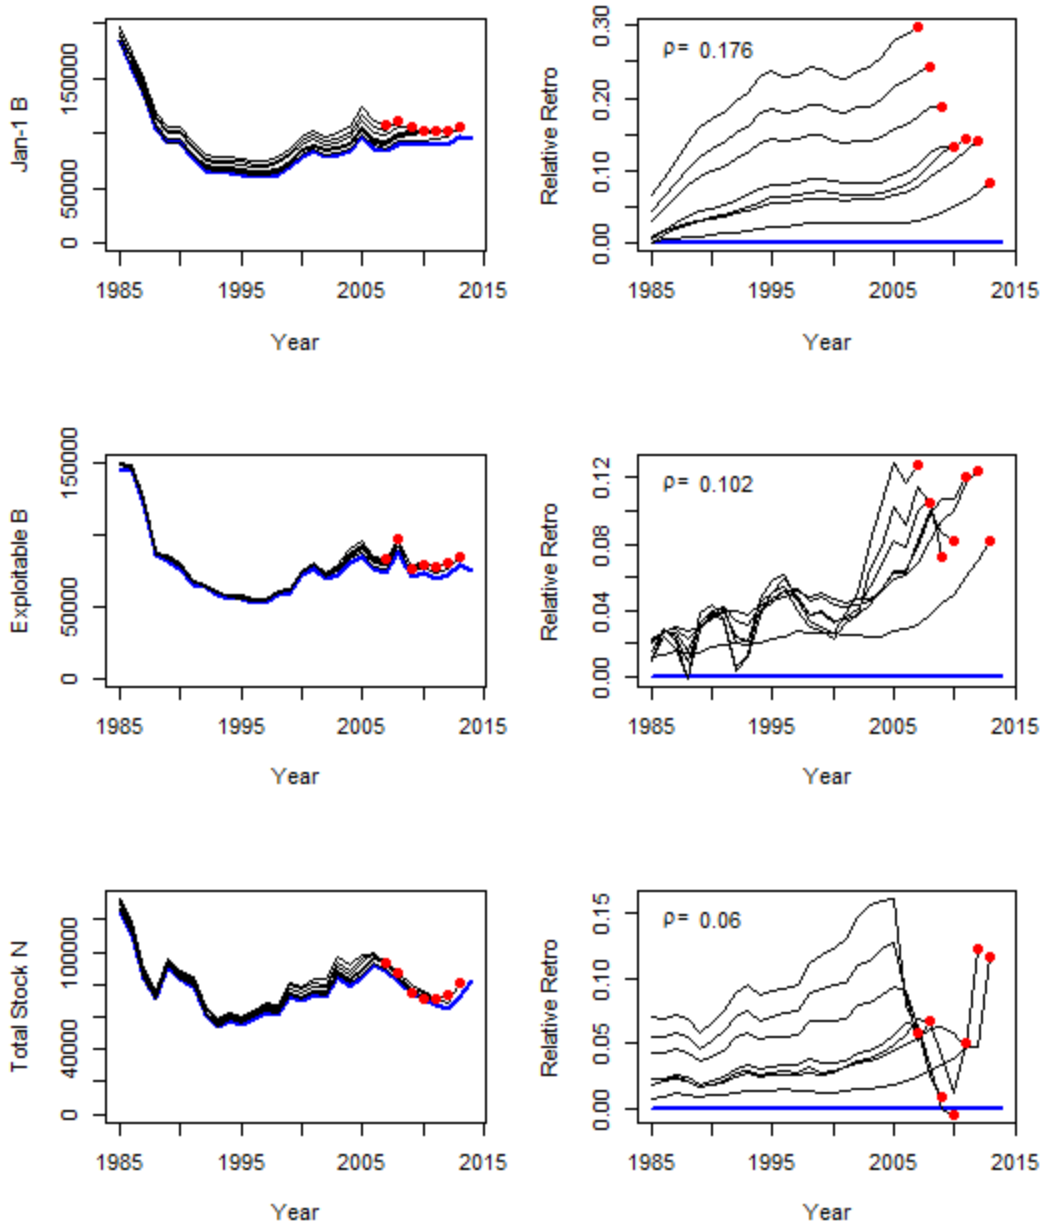 Jan-1 B
0 50000 150000
1985 1995 2005 2015
Year
Relative Retro
0.00 0.10 0.20 0.30
ρ= 0.176
1985 1995 2005 2015
Year
Exploitable B
0 50000 150000
1985 1995 2005 2015
Year
Relative Retro
0.00 0.04 0.08 0.12
ρ= 0.102
1985 1995 2005 2015
Year
Total Stock N
0 40000 100000
1985 1995 2005 2015
Year
Relative Retro
0.00 0.05 0.10 0.15
ρ= 0.06
1985 1995 2005 2015
Year